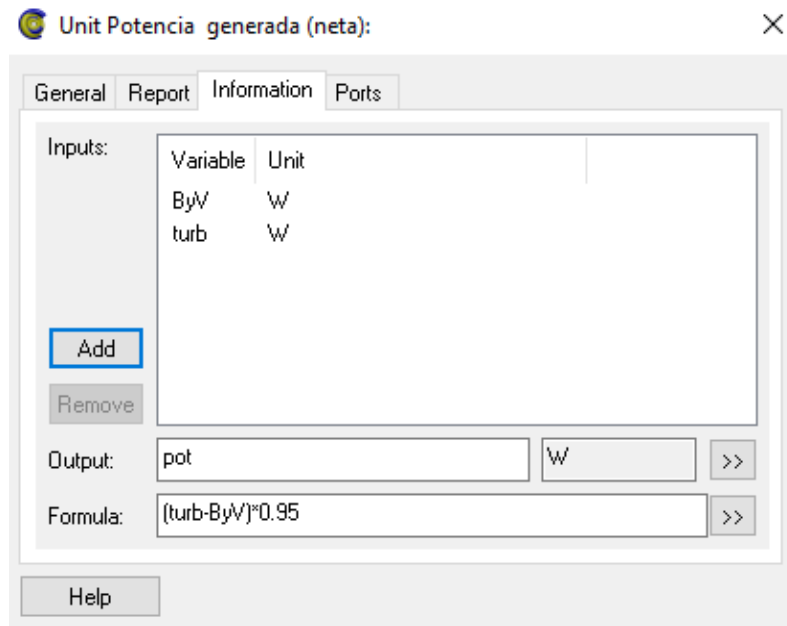 Unit Potencia generada (neta):
General Report Information Ports
Inputs:
Variable Unit
ByV W
turb W
Add
Remove
Output: pot W >>
Formula: (turb-ByV)*0.95 >>
Help